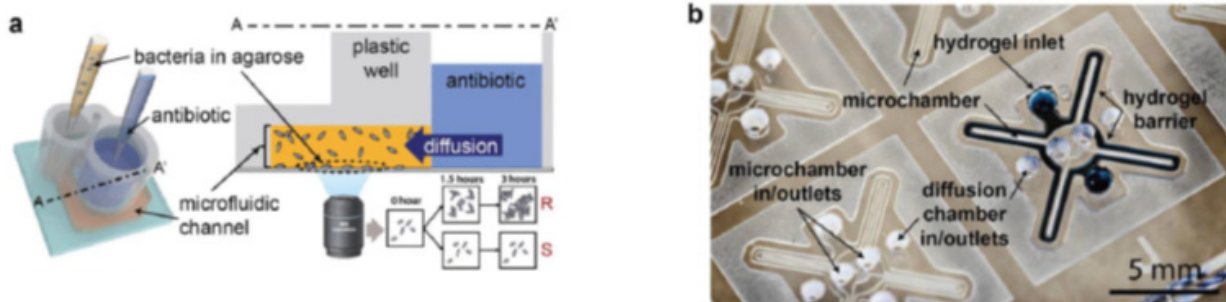 a
A
A'
bacteria in agarose
plastic
well
antibiotic
antibiotic
diffusion
A'
A
microfluidic
channel
0 hour
1.5 hours
3 hours
R
S
b
hydrogel inlet
microchamber
hydrogel
barrier
microchamber
in/outlets
diffusion
chamber
in/outlets
5 mm